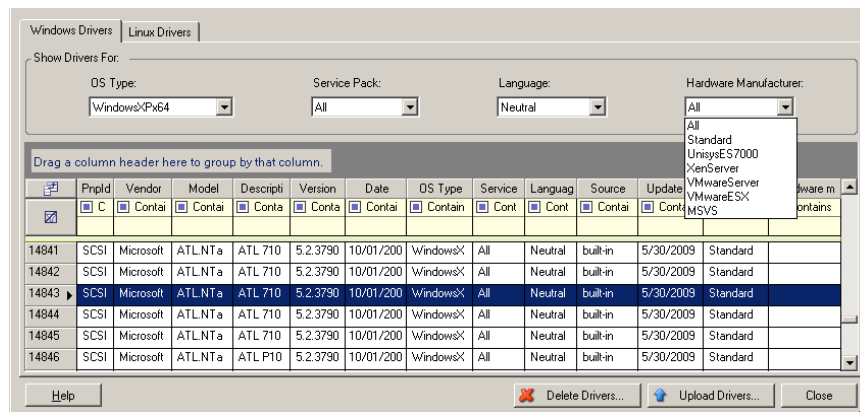 Windows Drivers Linux Drivers
Show Drivers For:
OS Type: Service Pack: Language: Hardware Manufacturer:
WindowsXPx64 All Neutral All
All
Standard
UnisysES7000
XenServer
VMwareServer
VMwareESX
MSVS
Drag a column header here to group by that column.
PnpId Vendor Model Descripti Version Date OS Type Service Languag Source Update dware m
C Contai Contai Conta Conta Contai Contain Cont Cont Contai Conta ontains
14841 SCSI Microsoft ATL.NTa ATL 710 5.2.3790 10/01/200 WindowsX All Neutral built-in 5/30/2009 Standard
14842 SCSI Microsoft ATL.NTa ATL 710 5.2.3790 10/01/200 WindowsX All Neutral built-in 5/30/2009 Standard
14843 SCSI Microsoft ATL.NTa ATL 710 5.2.3790 10/01/200 WindowsX All Neutral built-in 5/30/2009 Standard
14844 SCSI Microsoft ATL.NTa ATL 710 5.2.3790 10/01/200 WindowsX All Neutral built-in 5/30/2009 Standard
14845 SCSI Microsoft ATL.NTa ATL 710 5.2.3790 10/01/200 WindowsX All Neutral built-in 5/30/2009 Standard
14846 SCSI Microsoft ATL.NTa ATL P10 5.2.3790 10/01/200 WindowsX All Neutral built-in 5/30/2009 Standard
Help Delete Drivers... Upload Drivers... Close